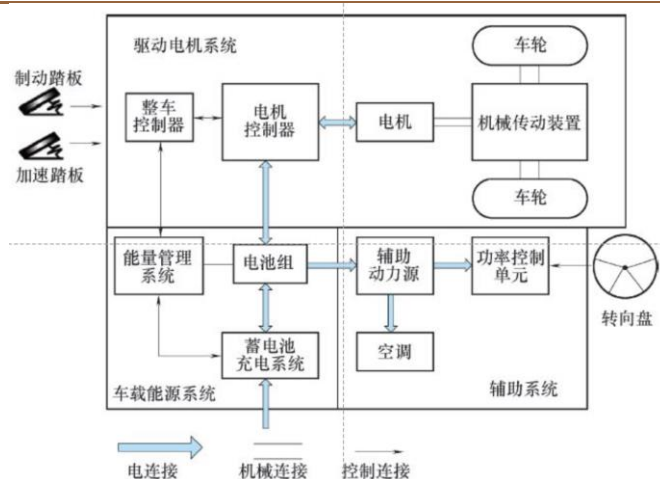 驱动电机系统
车轮
制动踏板
整车
控制器
电机
控制器
电机
机械传动装置
加速踏板
车轮
能量管理
系统
电池组
辅助
动力源
功率控制
单元
转向盘
蓄电池
充电系统
空调
车载能源系统
辅助系统
电连接
机械连接
控制连接